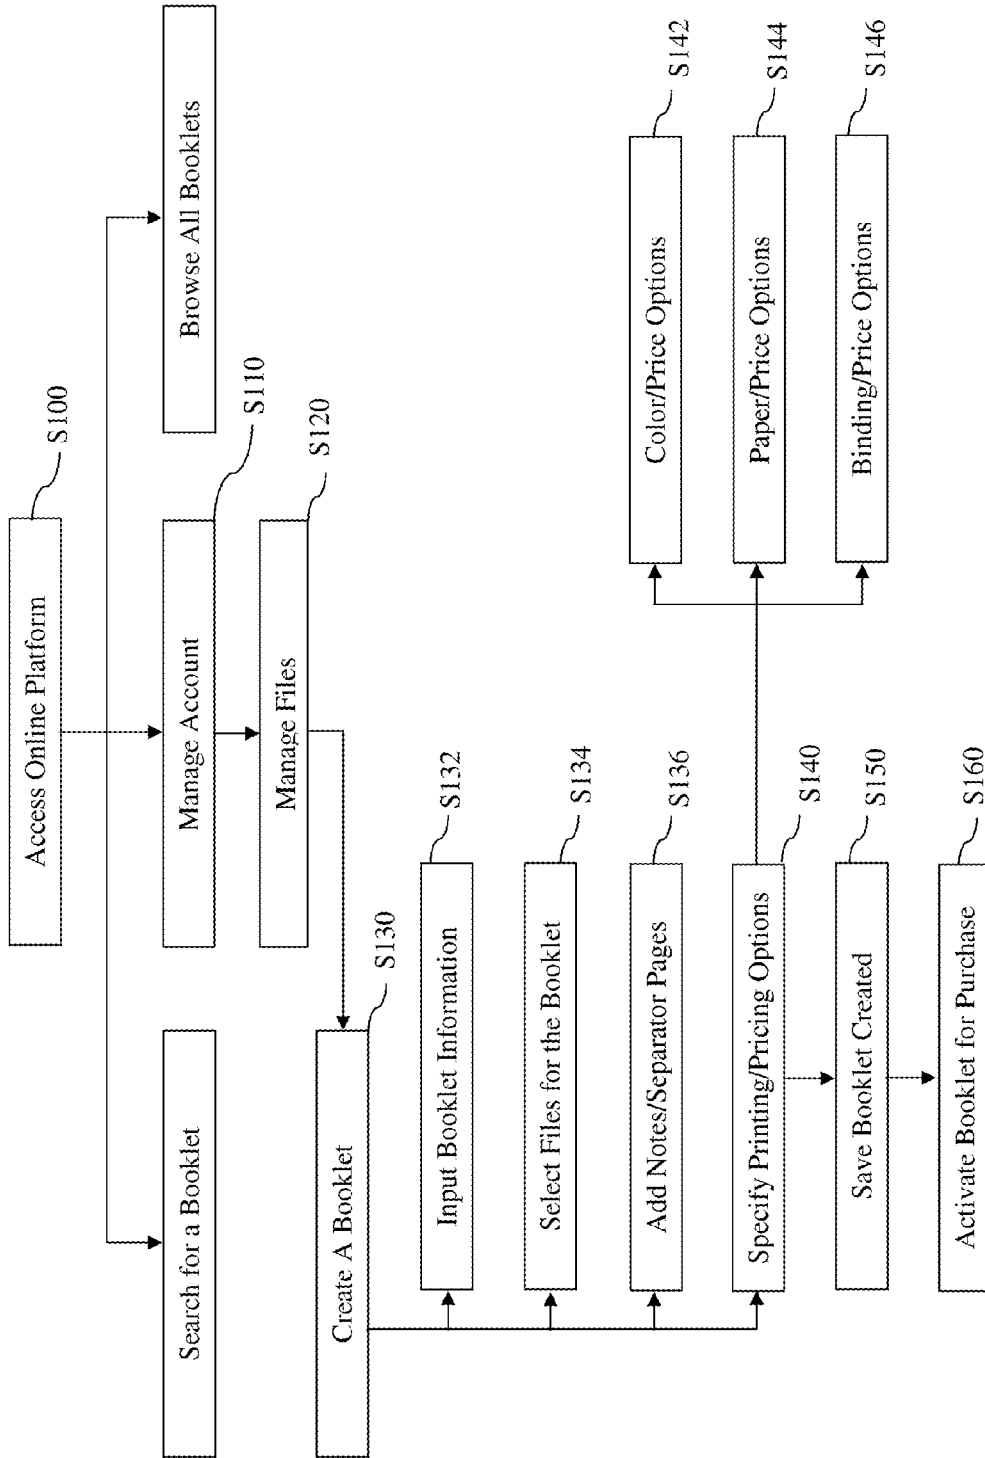 Access Online Platform
S100
Search for a Booklet
Manage Account
S110
Browse All Booklets
Manage Files
S120
Create A Booklet
S130
Input Booklet Information
S132
Select Files for the Booklet
S134
Add Notes/Separator Pages
S136
Specify Printing/Pricing Options
S140
Color/Price Options
S142
Paper/Price Options
S144
Binding/Price Options
S146
Save Booklet Created
S150
Activate Booklet for Purchase
S160